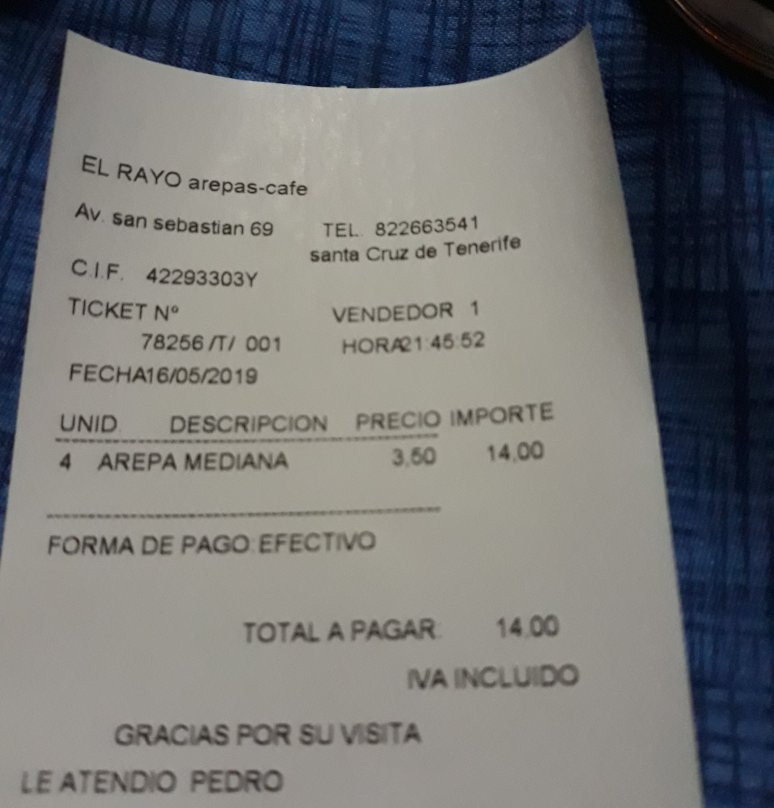 EL RAYO arepas-cafe
Av. san sebastian 69 TEL. 822663541
santa Cruz de Tenerife
C.I.F. 42293303Y
TICKET Nº VENDEDOR 1
78256 /T/ 001 HORA21:45:52
FECHA16/05/2019
UNID. DESCRIPCION PRECIO IMPORTE
4 AREPA MEDIANA 3,50 14,00
FORMA DE PAGO:EFECTIVO
TOTAL A PAGAR: 14.00
IVA INCLUIDO
GRACIAS POR SU VISITA
LE ATENDIO PEDRO